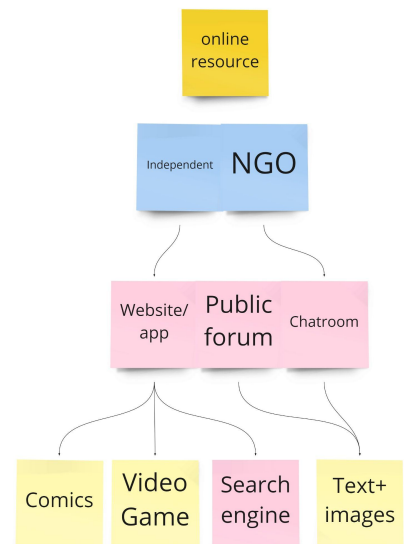 online
resource
Independent
NGO
Website/
app
Public
forum
Chatroom
Comics
Video
Game
Search
engine
Text+
images